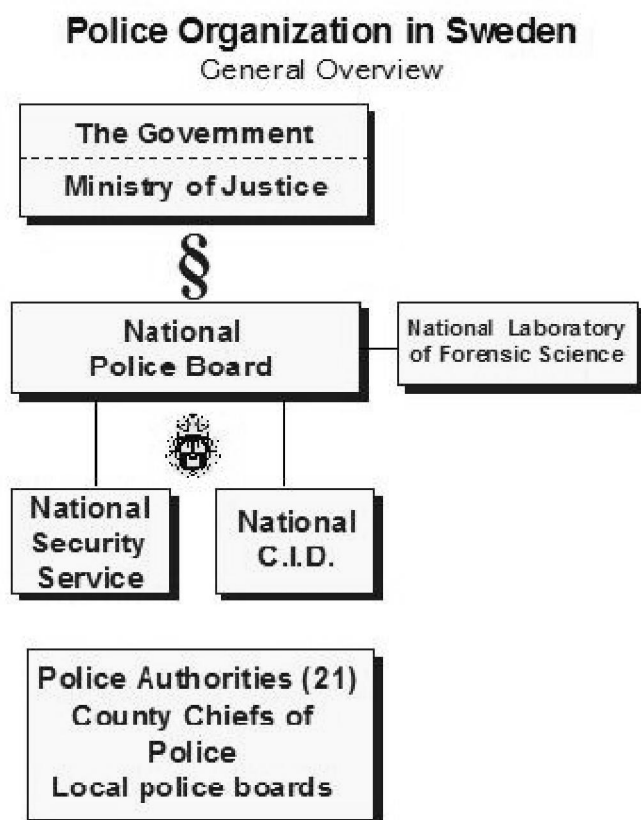 Police Organization in Sweden
General Overview
The Government
Ministry of Justice
§
National
Police Board
National Laboratory
of Forensic Science
National
Security
Service
National
C.I.D.
Police Authorities (21)
County Chiefs of
Police
Local police boards